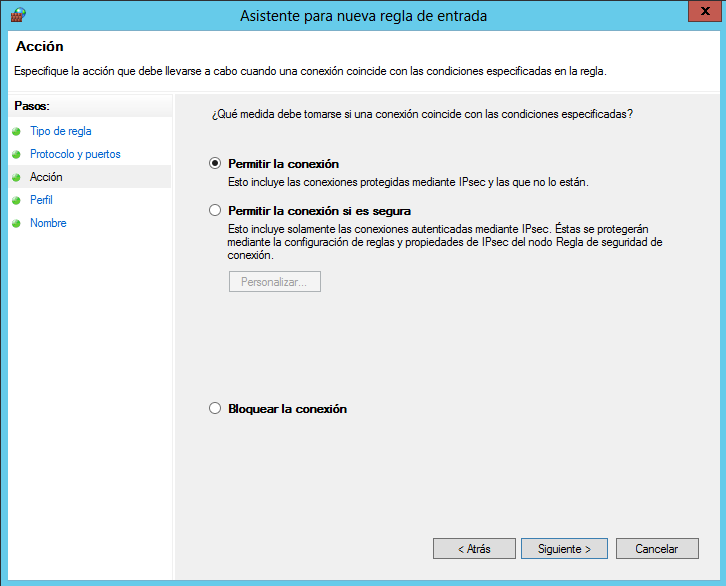 Asistente para nueva regla de entrada
x
Acción
Especifique la acción que debe llevarse a cabo cuando una conexión coincide con las condiciones especificadas en la regla.
Pasos:
Tipo de regla
Protocolo y puertos
Acción
Perfil
Nombre
¿Qué medida debe tomarse si una conexión coincide con las condiciones especificadas?
Permitir la conexión
Esto incluye las conexiones protegidas mediante IPsec y las que no lo están.
Permitir la conexión si es segura
Esto incluye solamente las conexiones autenticadas mediante IPsec. Éstas se protegerán
mediante la configuración de reglas y propiedades de IPsec del nodo Regla de seguridad de
conexión.
Personalizar...
Bloquear la conexión
< Atrás
Siguiente >
Cancelar